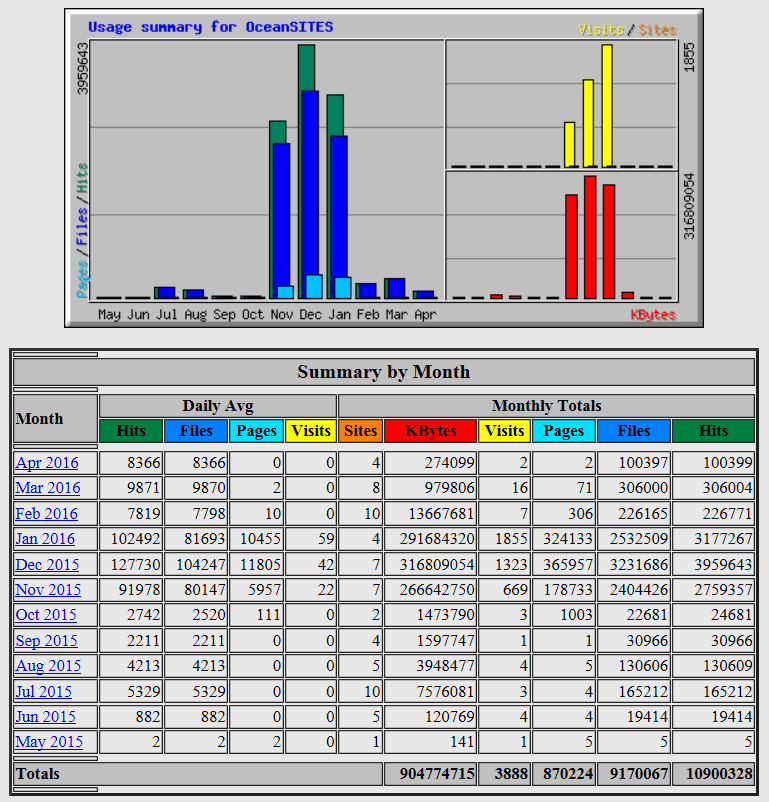 Usage summary for OceanSITES
Visits / Sites
3959643
1855
316809054
Pages / Files / Hits
May Jun Jul Aug Sep Oct Nov Dec Jan Feb Mar Apr
KBytes
Summary by Month
Month Daily Avg Monthly Totals
Hits Files Pages Visits Sites KBytes Visits Pages Files Hits
Apr 2016 8366 8366 0 0 4 274099 2 2 100397 100399
Mar 2016 9871 9870 2 0 8 979806 16 71 306000 306004
Feb 2016 7819 7798 10 0 10 13667681 7 306 226165 226771
Jan 2016 102492 81693 10455 59 4 291684320 1855 324133 2532509 3177267
Dec 2015 127730 104247 11805 42 7 316809054 1323 365957 3231686 3959643
Nov 2015 91978 80147 5957 22 7 266642750 669 178733 2404426 2759357
Oct 2015 2742 2520 111 0 2 1473790 3 1003 22681 24681
Sep 2015 2211 2211 0 0 4 1597747 1 1 30966 30966
Aug 2015 4213 4213 0 0 5 3948477 4 5 130606 130609
Jul 2015 5329 5329 0 0 10 7576081 3 4 165212 165212
Jun 2015 882 882 0 0 5 120769 4 4 19414 19414
May 2015 2 2 2 0 1 141 1 5 5 5
Totals 904774715 3888 870224 9170067 10900328